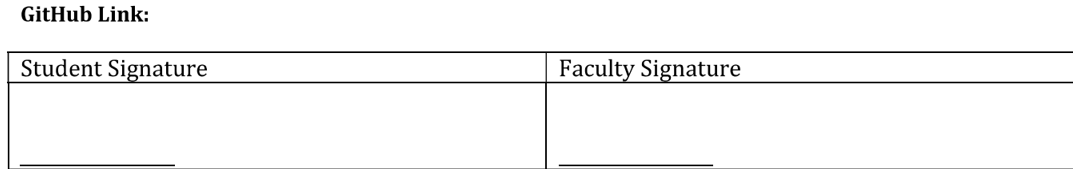 GitHub Link:
Student Signature
Faculty Signature